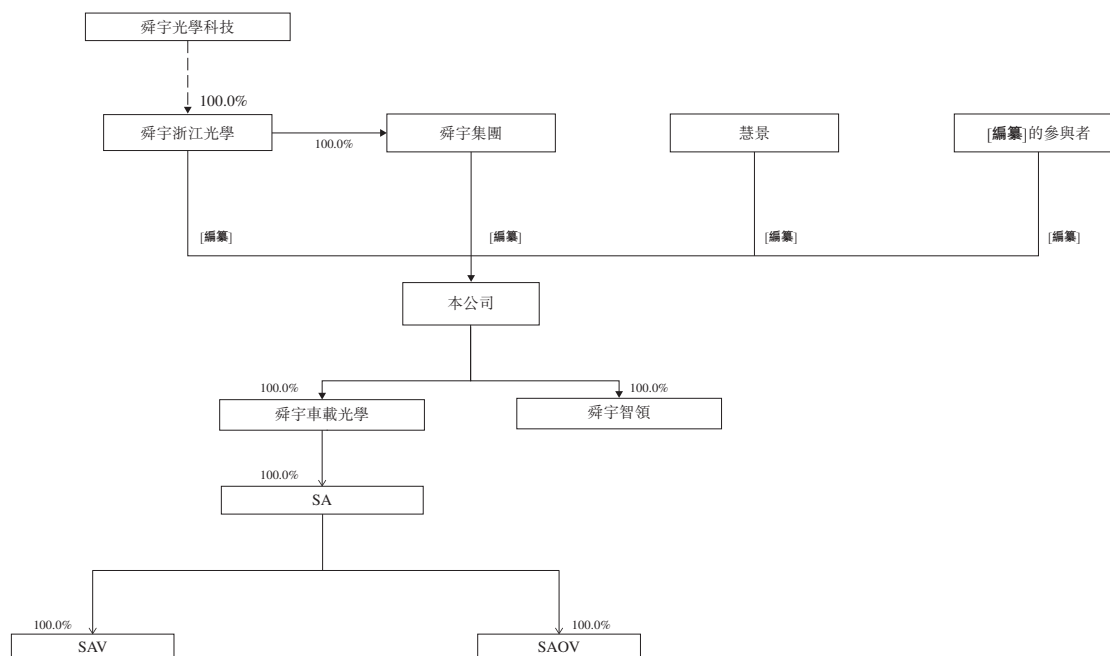 舜宇光學科技
100.0%
舜宇浙江光學
100.0%
舜宇集團
慧景
[編纂]的參與者
[編纂]
[編纂]
[編纂]
[編纂]
本公司
100.0%
100.0%
舜宇車載光學
舜宇智領
100.0%
SA
100.0%
100.0%
SAV
SAOV